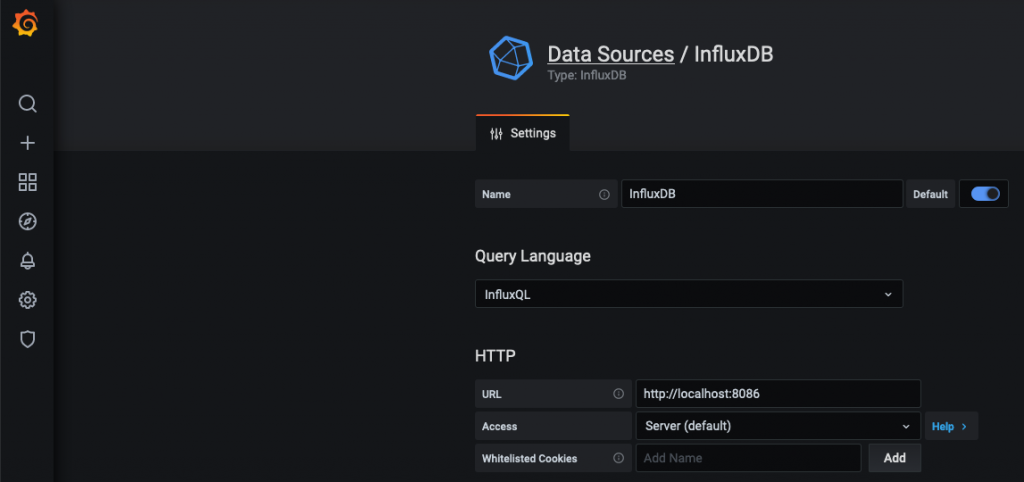 Data Sources / InfluxDB
Type: InfluxDB
Settings
Name InfluxDB Default
Query Language
InfluxQL
HTTP
URL http://localhost:8086
Access Server (default) Help
Whitelisted Cookies Add Name Add